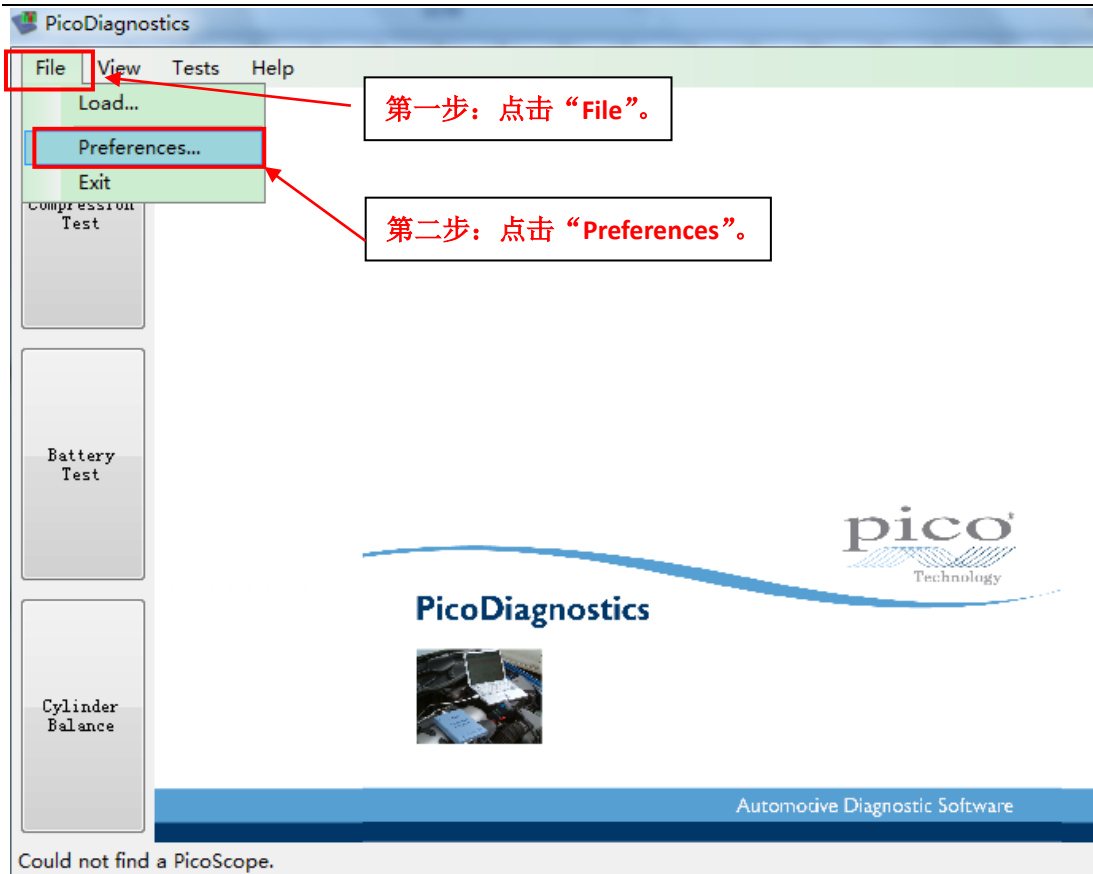 PicoDiagnostics
File View Tests Help
Load...
第一步：点击“File”。
Preferences...
Exit
Compression
Test
第二步：点击“Preferences”。
Battery
Test
pico
Technology
PicoDiagnostics
Cylinder
Balance
Automotive Diagnostic Software
Could not find a PicoScope.